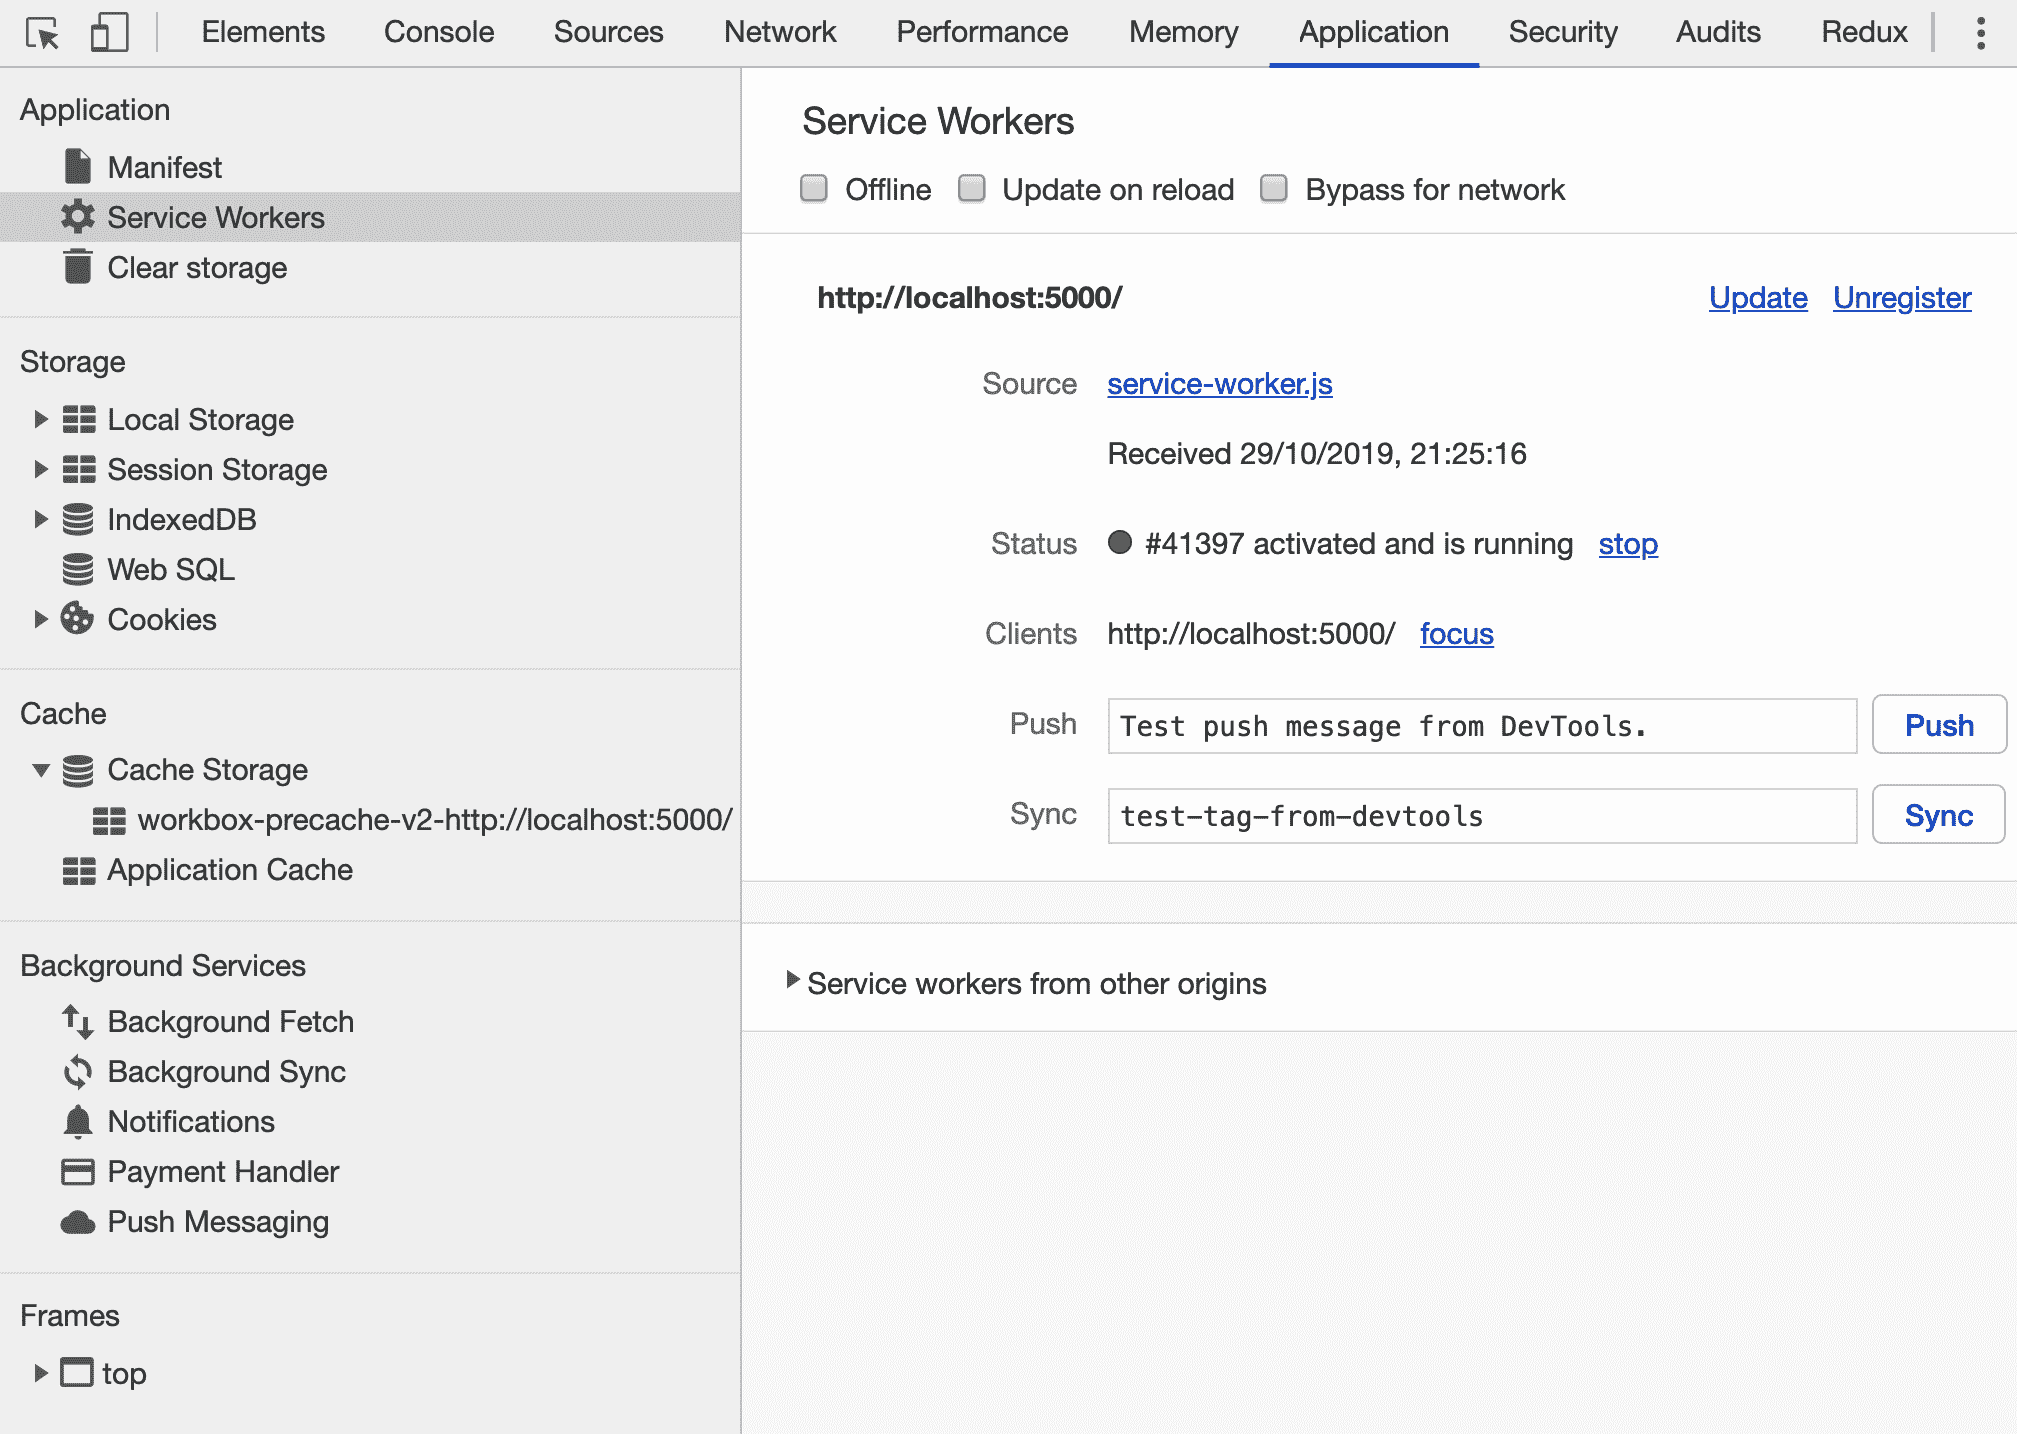 Elements Console Sources Network Performance Memory Application Security Audits Redux
Application
Manifest
Service Workers
Clear storage
Storage
Local Storage
Session Storage
IndexedDB
Web SQL
Cookies
Cache
Cache Storage
workbox-precache-v2-http://localhost:5000/
Application Cache
Background Services
Background Fetch
Background Sync
Notifications
Payment Handler
Push Messaging
Frames
top
Service Workers
Offline Update on reload Bypass for network
http://localhost:5000/ Update Unregister
Source service-worker.js
Received 29/10/2019, 21:25:16
Status #41397 activated and is running stop
Clients http://localhost:5000/ focus
Push Test push message from DevTools. Push
Sync test-tag-from-devtools Sync
Service workers from other origins